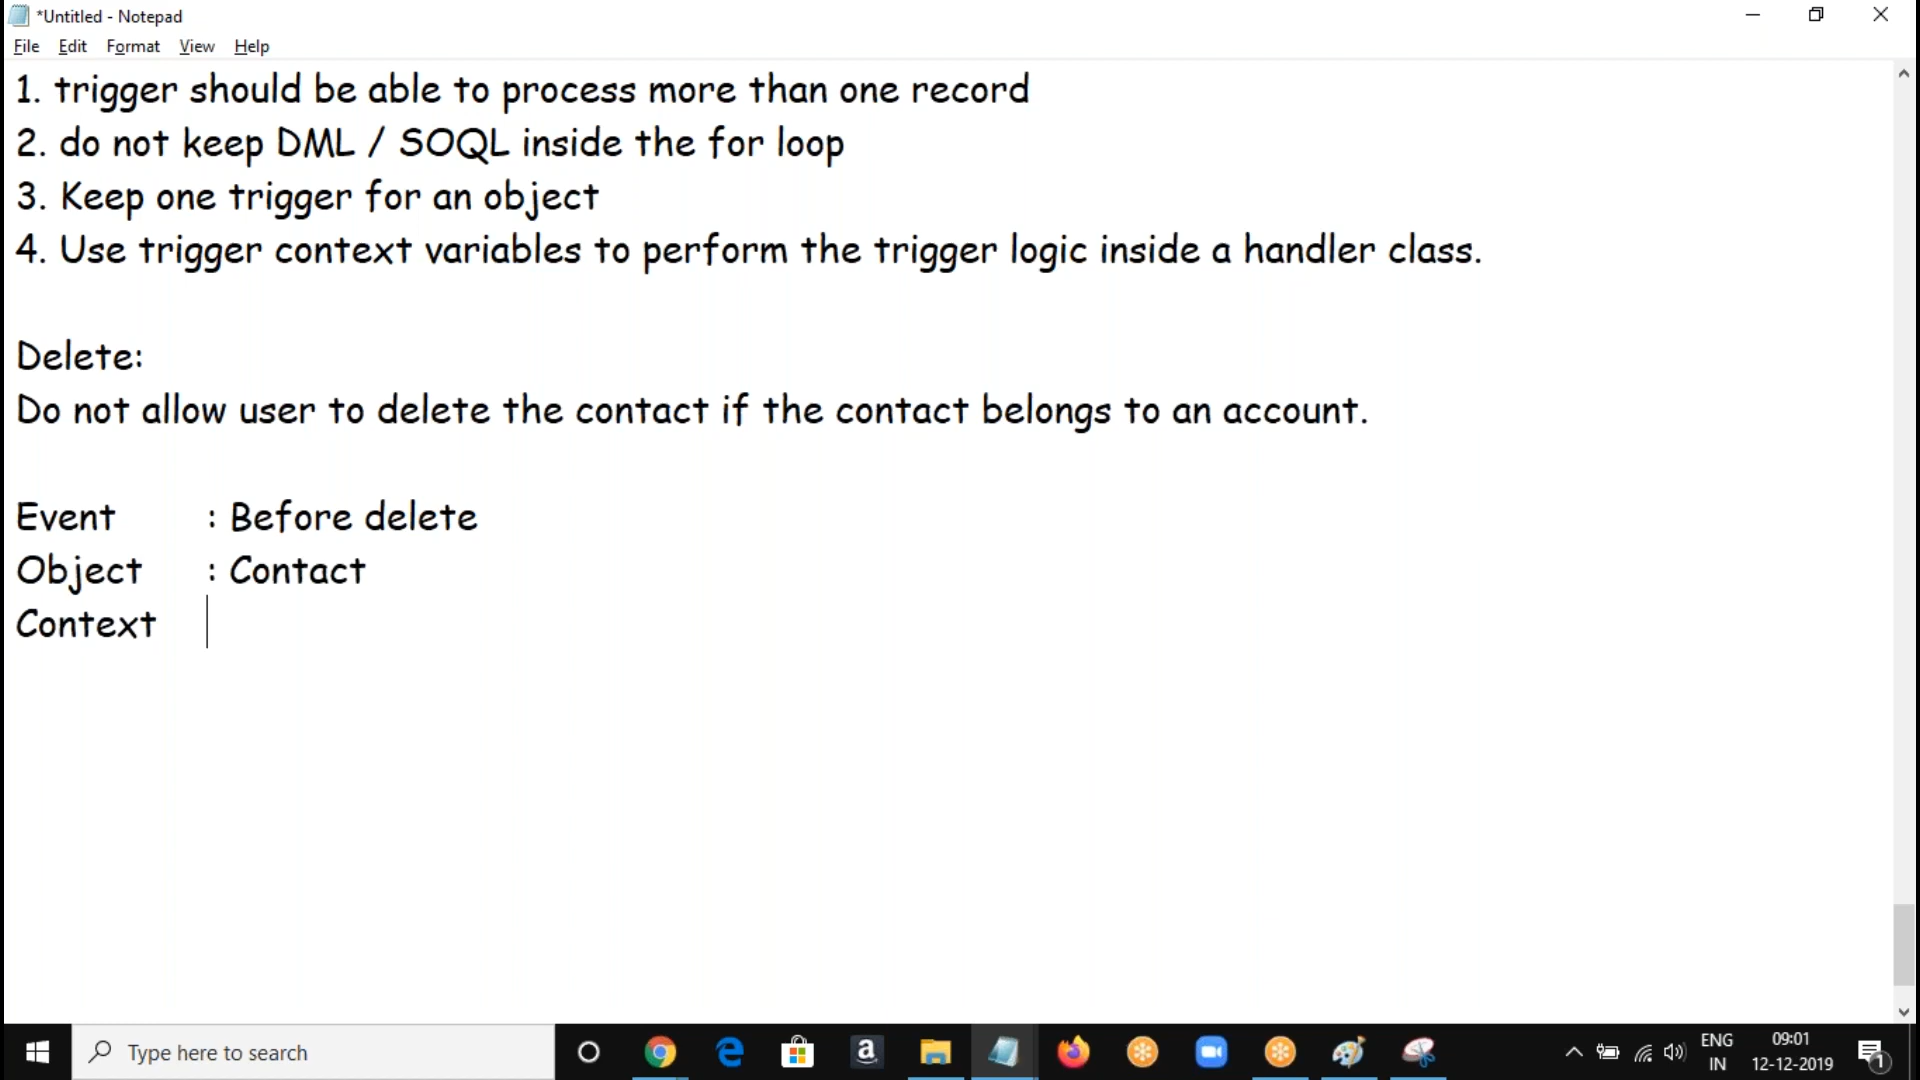 *Untitled - Notepad
File Edit Format View Help
1. trigger should be able to process more than one record
2. do not keep DML / SOQL inside the for loop
3. Keep one trigger for an object
4. Use trigger context variables to perform the trigger logic inside a handler class.
Delete:
Do not allow user to delete the contact if the contact belongs to an account.
Event : Before delete
Object : Contact
Context
Type here to search
a
ENG
IN
09:01
12-12-2019
1